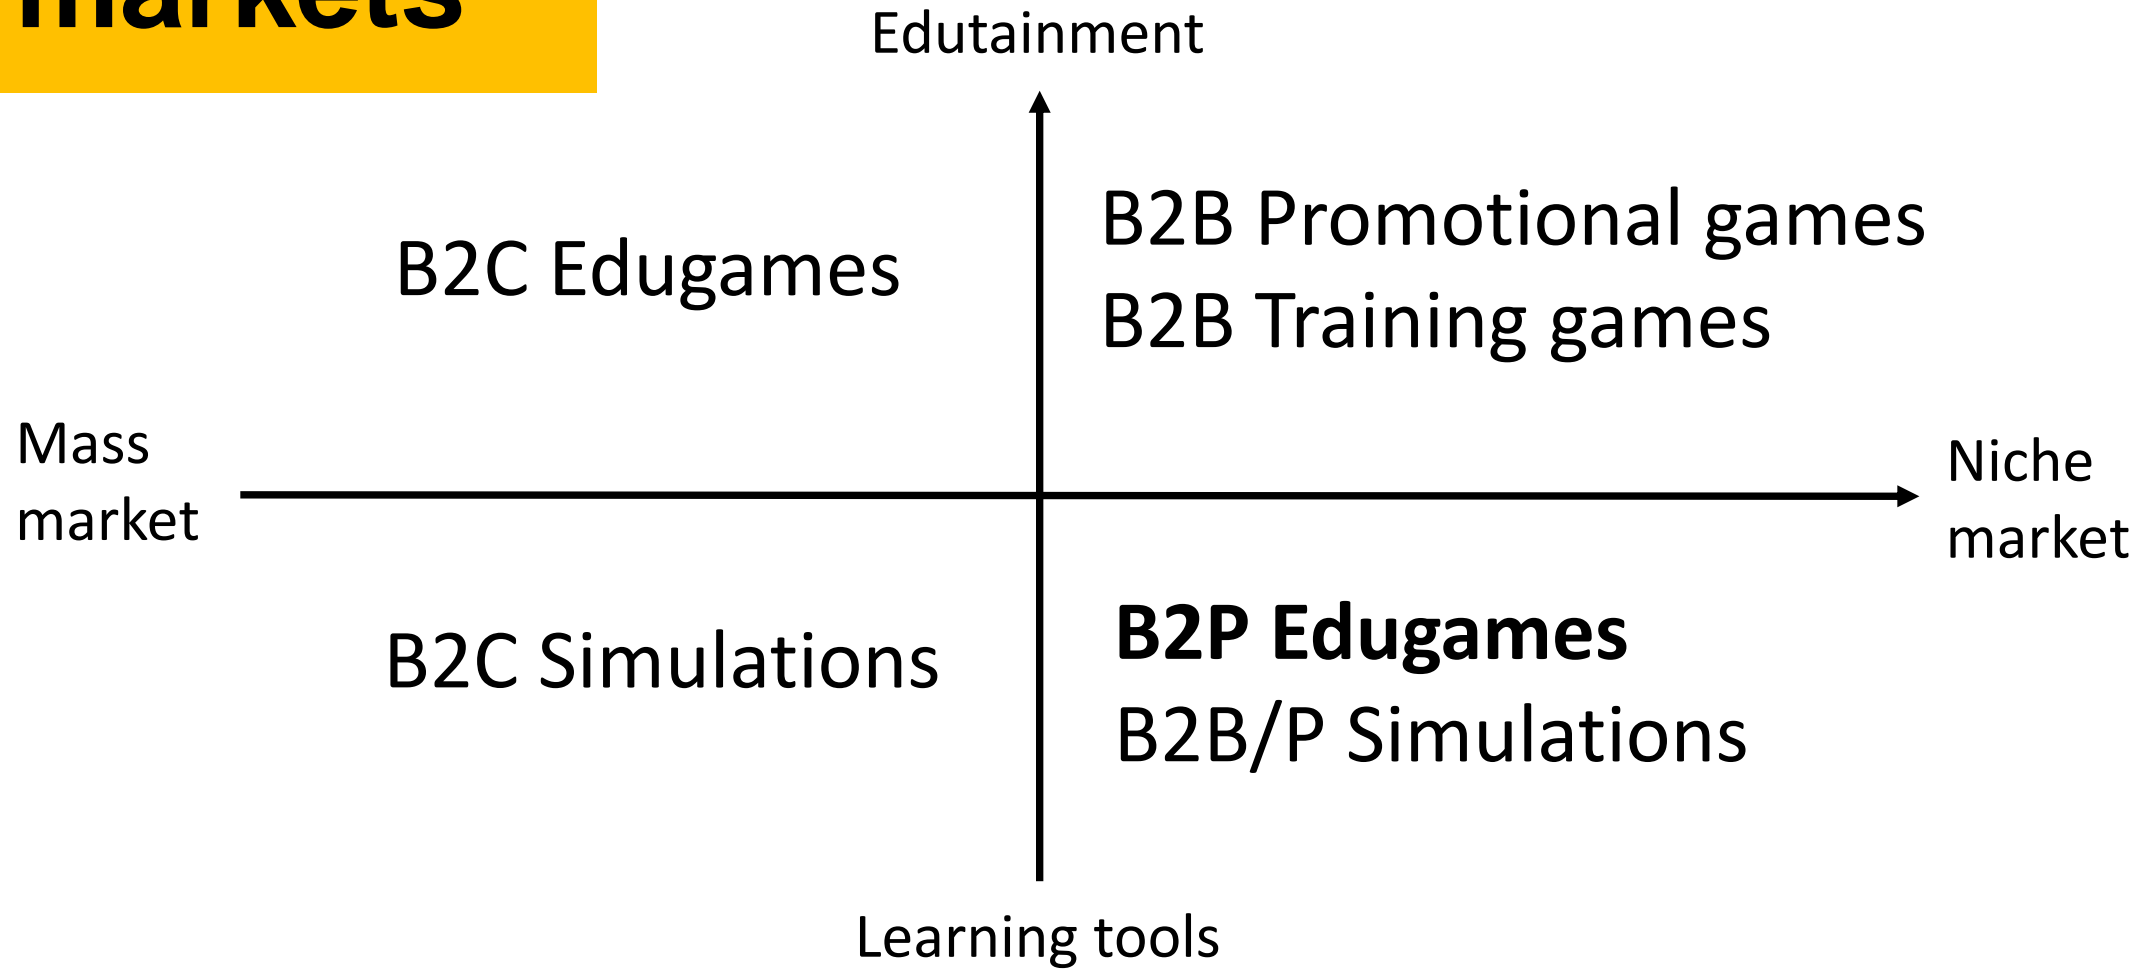 markets
Edutainment
B2C Edugames
B2B Promotional games
B2B Training games
Mass
market
Niche
market
B2C Simulations
B2P Edugames
B2B/P Simulations
Learning tools